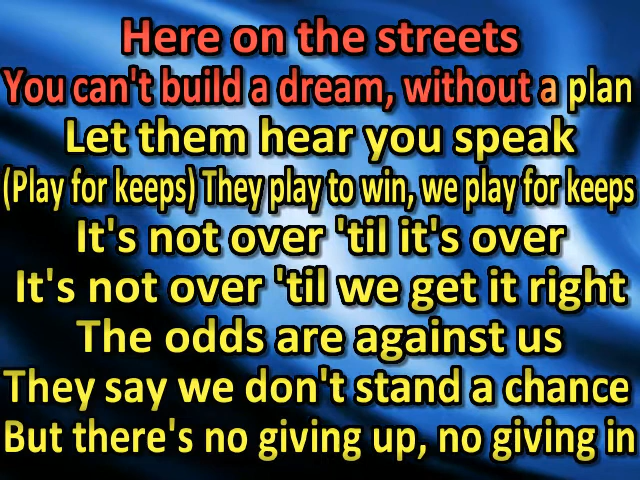 Here on the streets
You can't build a dream, without a plan
Let them hear you speak
(Play for keeps) They play to win, we play for keeps
It's not over 'til it's over
It's not over 'til we get it right
The odds are against us
They say we don't stand a chance
But there's no giving up, no giving in